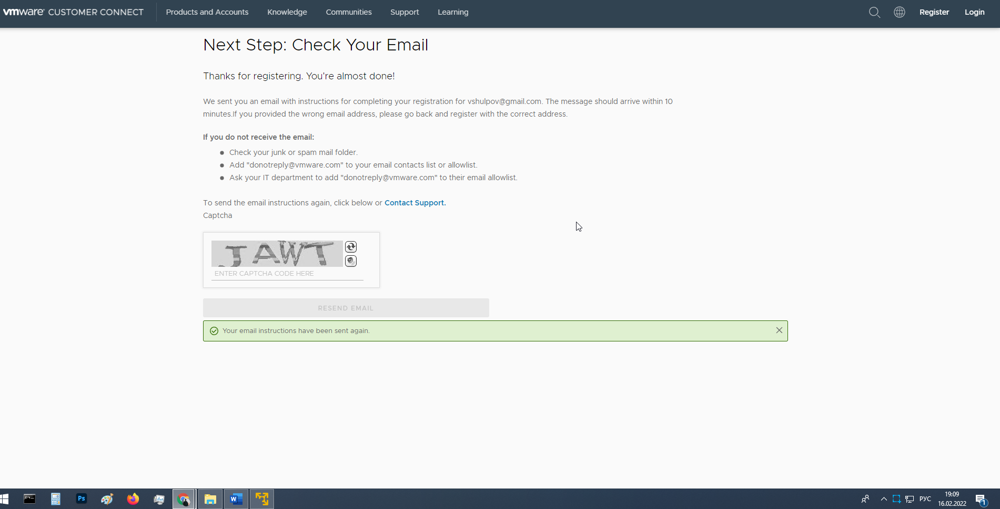 vmware® CUSTOMER CONNECT Products and Accounts Knowledge Communities Support Learning Register Login
Next Step: Check Your Email
Thanks for registering. You're almost done!
We sent you an email with instructions for completing your registration for vshulpov@gmail.com. The message should arrive within 10
minutes.If you provided the wrong email address, please go back and register with the correct address.
If you do not receive the email:
Check your junk or spam mail folder.
Add "donotreply@vmware.com" to your email contacts list or allowlist.
Ask your IT department to add "donotreply@vmware.com" to their email allowlist.
To send the email instructions again, click below or Contact Support.
Captcha
JAWT
ENTER CAPTCHA CODE HERE
RESEND EMAIL
Your email instructions have been sent again.
Ps
W
РУС
19:09
16.02.2022
1